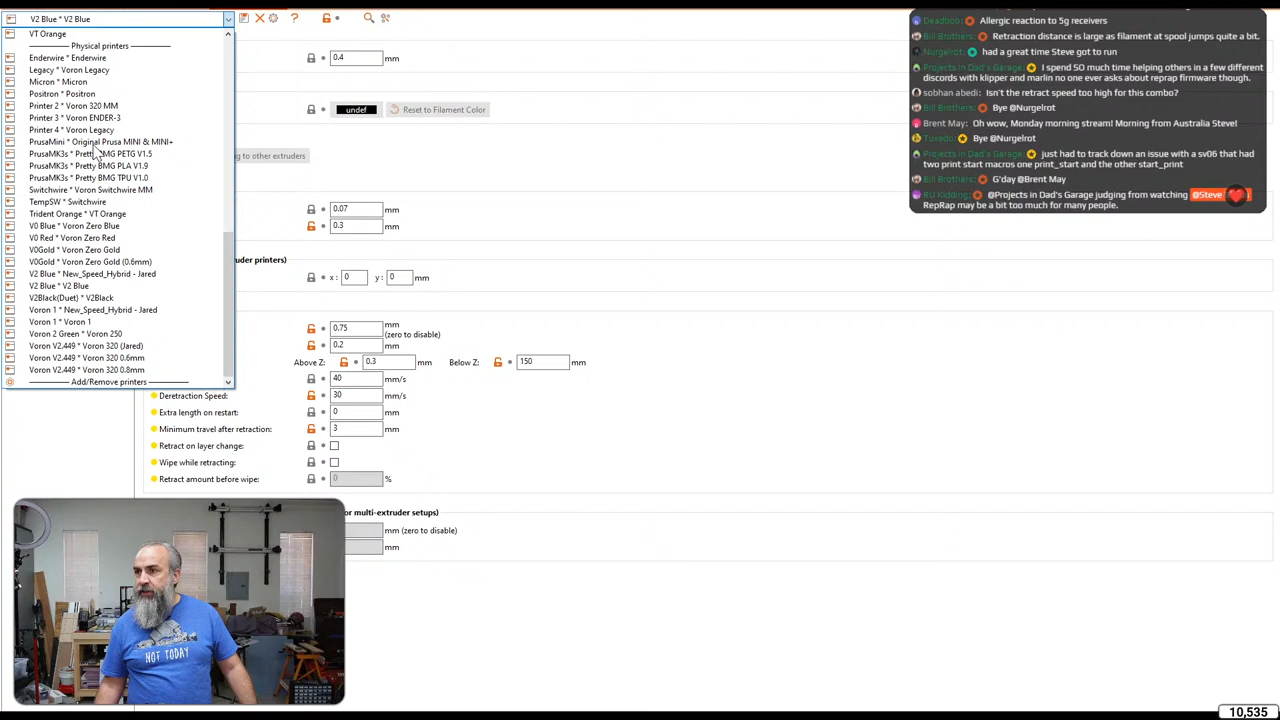 V2 Blue * V2 Blue
VT Orange
Physical printers
Enderwire * Enderwire
Legacy * Voron Legacy
Micron * Micron
Positron * Positron
Printer 2 * Voron 320 MM
Printer 3 * Voron ENDER-3
Printer 4 * Voron Legacy
PrusaMini * Original Prusa MINI & MINI+
PrusaMK3s * Pretty BMG PETG V1.5
PrusaMK3s * Pretty BMG PLA V1.9
PrusaMK3s * Pretty BMG TPU V1.0
Switchwire * Voron Switchwire MM
TempSW * Switchwire
Trident Orange * VT Orange
V0 Blue * Voron Zero Blue
V0 Red * Voron Zero Red
V0Gold * Voron Zero Gold
V0Gold * Voron Zero Gold (0.6mm)
V2 Blue * New_Speed_Hybrid - Jared
V2 Blue * V2 Blue
V2Black(Duet) * V2Black
Voron 1 * New_Speed_Hybrid - Jared
Voron 1 * Voron 1
Voron 2 Green * Voron 250
Voron V2.449 * Voron 320 (Jared)
Voron V2.449 * Voron 320 0.6mm
Voron V2.449 * Voron 320 0.8mm
Add/Remove printers
0.4 mm
undef Reset to Filament Color
ng to other extruders
0.07 mm
0.3 mm
uder printers)
x : 0 y: 0 mm
0.75 mm
(zero to disable)
0.2 mm
Above Z: 0.3 mm Below Z: 150 mm
40 mm/s
Deretraction Speed: 30 mm/s
Extra length on restart: 0 mm
Minimum travel after retraction: 3 mm
Retract on layer change:
Wipe while retracting:
Retract amount before wipe: 0 %
or multi-extruder setups)
mm (zero to disable)
mm
Deadbob: Allergic reaction to 5g receivers
Bill Brothers: Retraction distance is large as filament at spool jumps quite a bit.
Nurgelrot: had a great time Steve got to run
Projects in Dad's Garage: I spend SO much time helping others in a few different
discords with klipper and marlin no one ever asks about reprap firmware though.
sobhan abedi: Isn't the retract speed too high for this combo?
Bill Brothers: Bye @Nurgelrot
Brent May: Oh wow, Monday morning stream! Morning from Australia Steve!
Tuxedo: Bye @Nurgelrot
Projects in Dad's Garage: just had to track down an issue with a sv06 that had
two print start macros one print_start and the other start_print
Bill Brothers: G'day @Brent May
RU Kidding: @Projects in Dad's Garage judging from watching @Steve
RepRap may be a bit too much for many people.
NOT TODAY
10,535